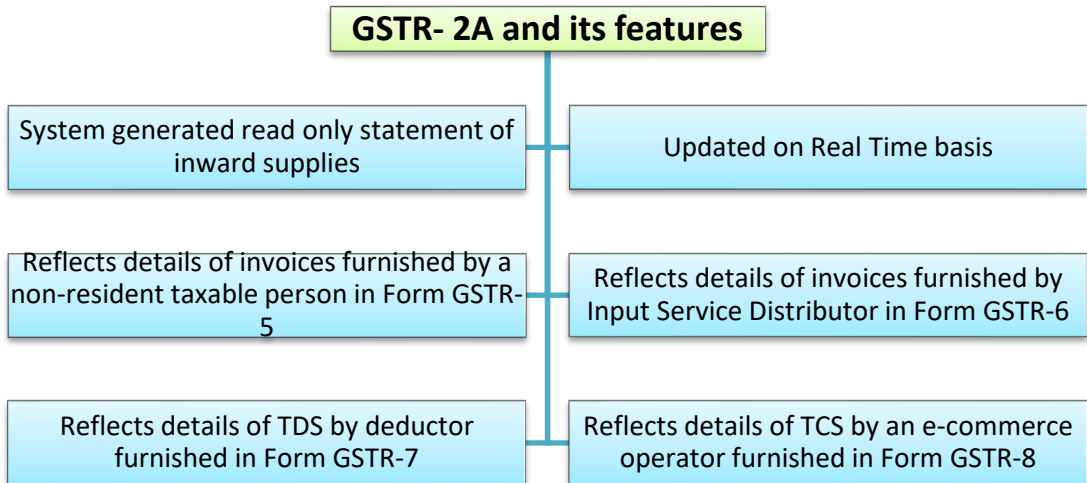 GSTR- 2A and its features
System generated read only statement of
inward supplies
Updated on Real Time basis
Reflects details of invoices furnished by a
non-resident taxable person in Form GSTR-
5
Reflects details of invoices furnished by
Input Service Distributor in Form GSTR-6
Reflects details of TDS by deductor
furnished in Form GSTR-7
Reflects details of TCS by an e-commerce
operator furnished in Form GSTR-8